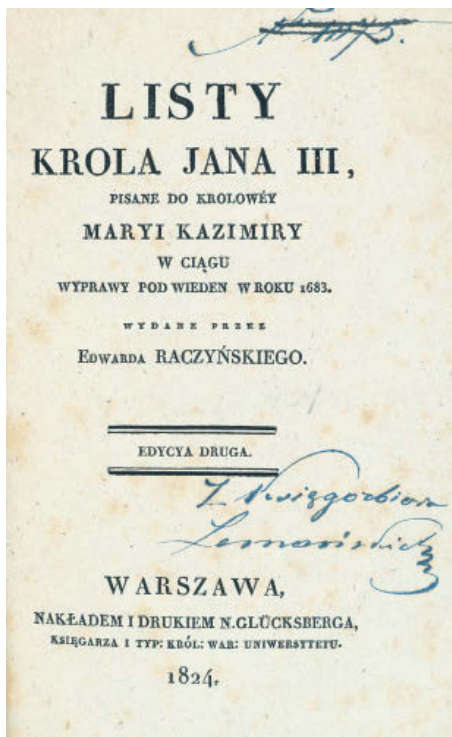 LISTY
KROLA JANA III,
PISANE DO KROLOWÉY
MARYI KAZIMIRY
W CIĄGU
WYPRAWY POD WIEDEN W ROKU 1683.
WYDANE PRZEZ
EDWARDA RACZYŃSKIEGO.
EDYCYA DRUGA.
Z Księgozbioru
WARSZAWA,
NAKŁADEM I DRUKIEM N. GLÜCKSBERGA,
KSIĘGARZA I TYP: KRÓL: WAR: UNIWERSYTETU.
1824.